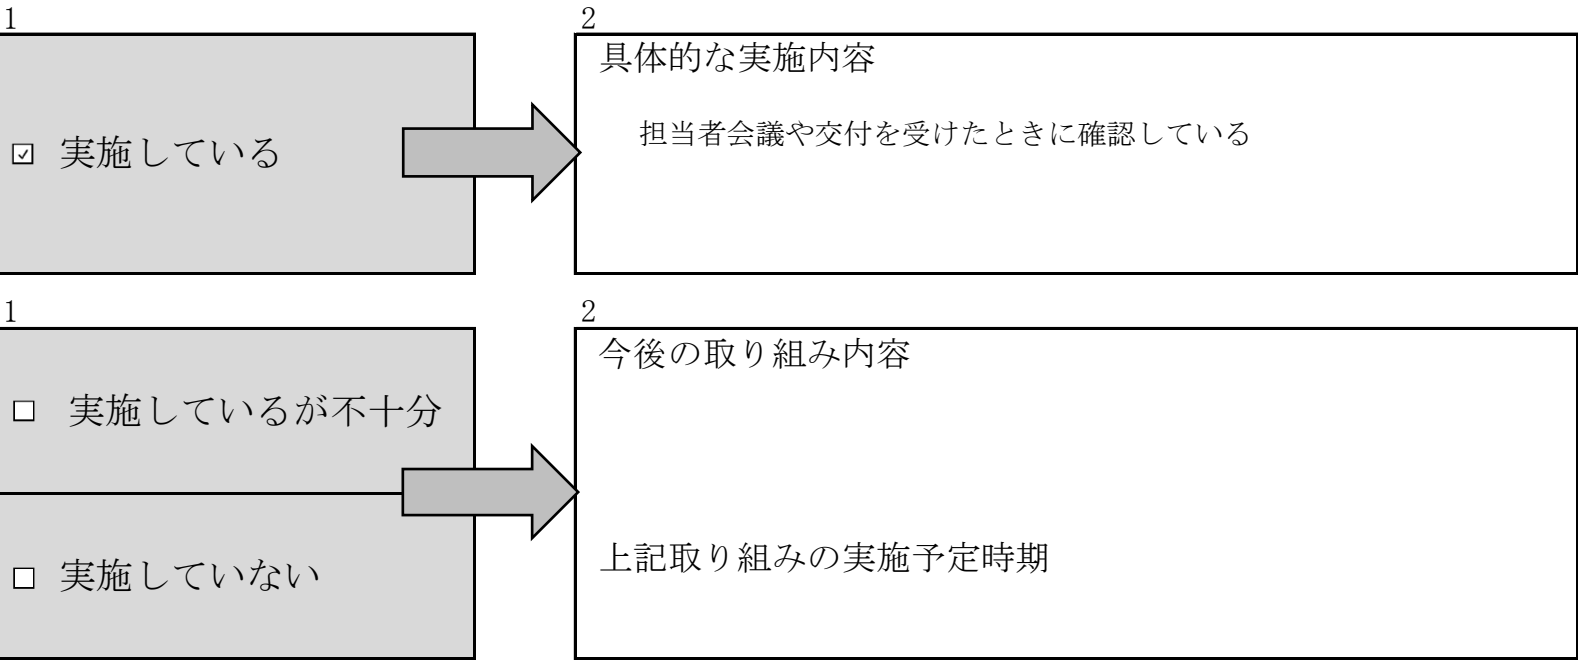 1
2
☑ 実施している
具体的な実施内容
担当者会議や交付を受けたときに確認している
1
2
□ 実施しているが不十分
□ 実施していない
今後の取り組み内容
上記取り組みの実施予定時期